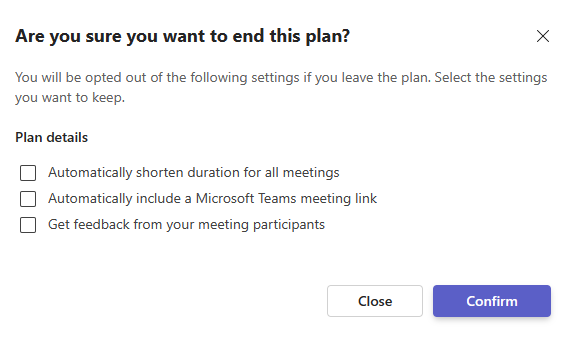 Are you sure you want to end this plan?
You will be opted out of the following settings if you leave the plan. Select the settings
you want to keep.
Plan details
Automatically shorten duration for all meetings
Automatically include a Microsoft Teams meeting link
Get feedback from your meeting participants
Close
Confirm